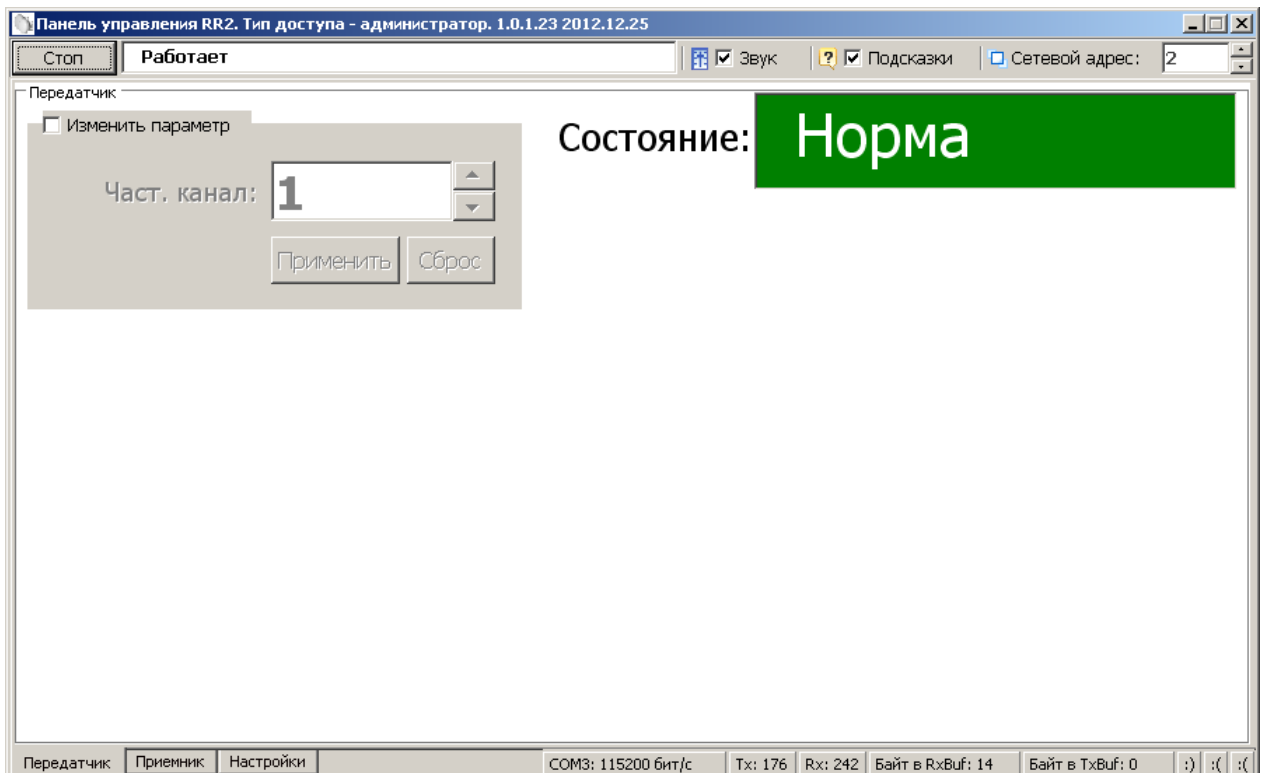 Панель управления RR2. Тип доступа - администратор. 1.0.1.23 2012.12.25
Стоп Работает Звук ? Подсказки Сетевой адрес: 2
Передатчик
Изменить параметр
Состояние: Норма
Част. канал: 1
Применить Сброс
Передатчик Приемник Настройки COM3: 115200 бит/с Tx: 176 Rx: 242 Байт в RxBuf: 14 Байт в TxBuf: 0 :) :( :(